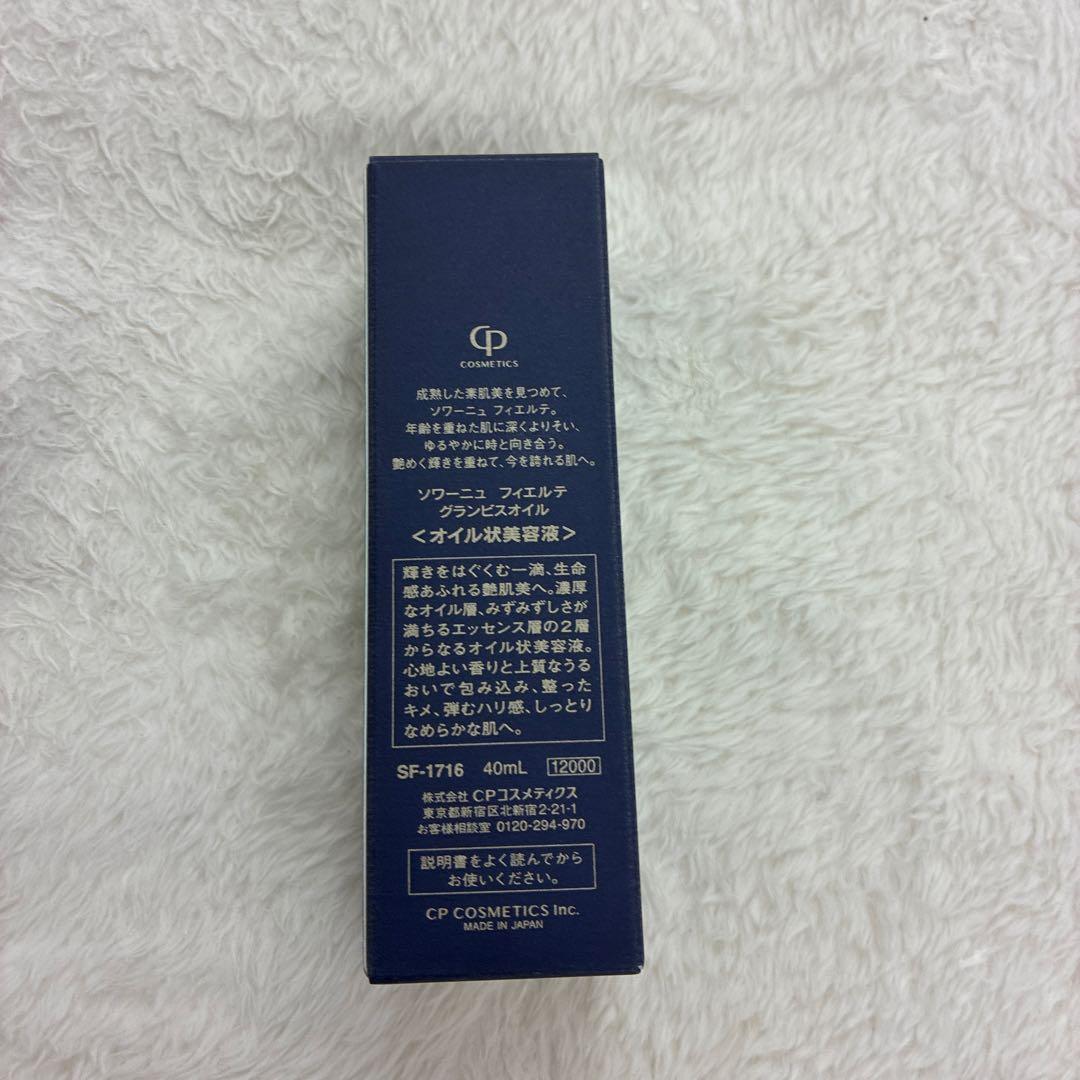 CP
COSMETICS
成熟した素肌美を見つめて、
ソワーニュ フィエルテ。
年齢を重ねた肌に深くよりそい、
ゆるやかに時と向き合う。
艶めく輝きを重ねて、今を誇れる肌へ。
ソワーニュ フィエルテ
グランビスオイル
＜オイル状美容液＞
輝きをはぐくむ一滴、生命
感あふれる艶肌美へ。濃厚
なオイル層、みずみずしさが
満ちるエッセンス層の2層
からなるオイル状美容液。
心地よい香りと上質なうる
おいで包み込み、整った
キメ、弾むハリ感、しっとり
なめらかな肌へ。
SF-1716 40mL 12000
株式会社 CPコスメティクス
東京都新宿区北新宿2-21-1
お客様相談室 0120-294-970
説明書をよく読んでから
お使いください。
CP COSMETICS Inc.
MADE IN JAPAN